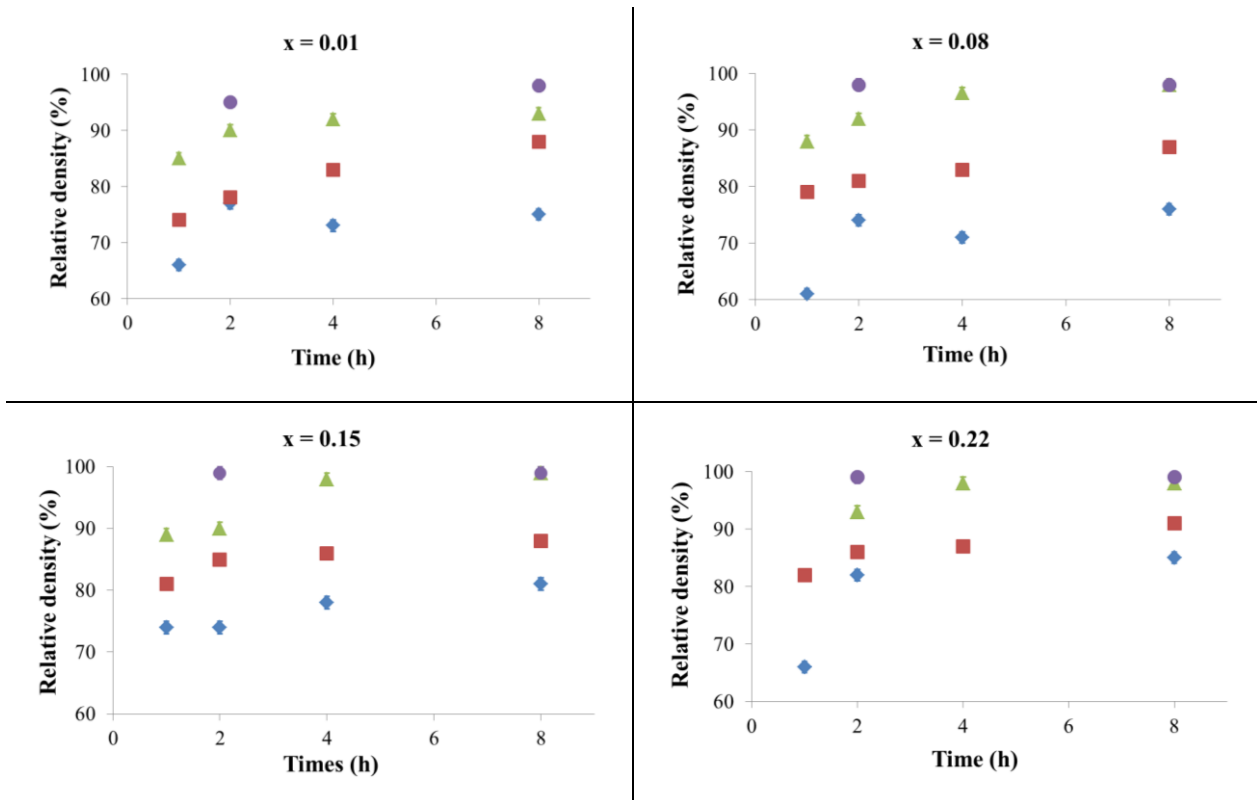 x = 0.01
Relative density (%)
100
90
80
70
60
0 2 4 6 8
Time (h)
x = 0.08
Relative density (%)
100
90
80
70
60
0 2 4 6 8
Time (h)
x = 0.15
Relative density (%)
100
90
80
70
60
0 2 4 6 8
Times (h)
x = 0.22
Relative density (%)
100
90
80
70
60
0 2 4 6 8
Time (h)